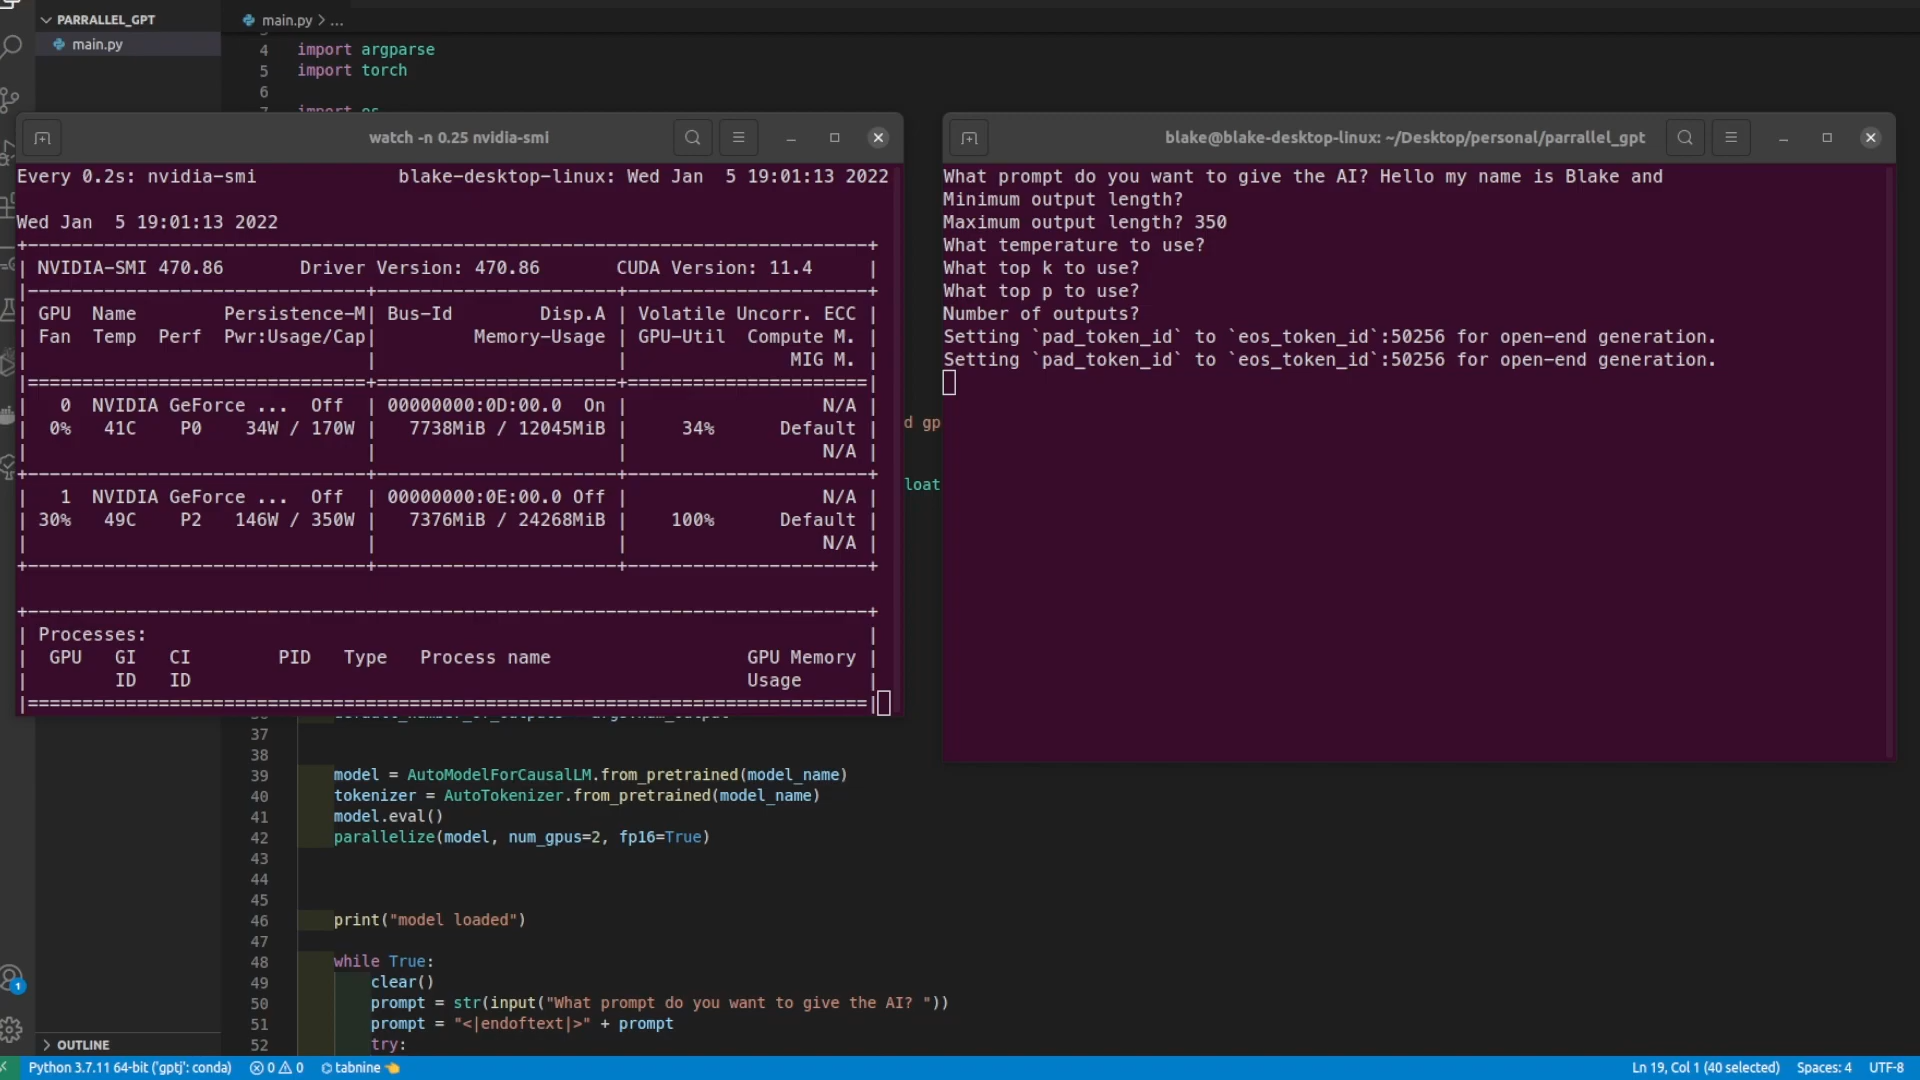 PARRALLEL_GPT
main.py
main.py > ...
4 import argparse
5 import torch
6
7 import os
watch -n 0.25 nvidia-smi
Every 0.2s: nvidia-smi blake-desktop-linux: Wed Jan 5 19:01:13 2022
Wed Jan 5 19:01:13 2022
+-----------------------------------------------------------------------------+
| NVIDIA-SMI 470.86 Driver Version: 470.86 CUDA Version: 11.4 |
|-------------------------------+----------------------+----------------------+
| GPU Name Persistence-M| Bus-Id Disp.A | Volatile Uncorr. ECC |
| Fan Temp Perf Pwr:Usage/Cap| Memory-Usage | GPU-Util Compute M. |
| | | MIG M. |
|===============================+======================+======================|
| 0 NVIDIA GeForce ... Off | 00000000:0D:00.0 On | N/A |
| 0% 41C P0 34W / 170W | 7738MiB / 12045MiB | 34% Default |
| | | N/A |
+-------------------------------+----------------------+----------------------+
| 1 NVIDIA GeForce ... Off | 00000000:0E:00.0 Off | N/A |
| 30% 49C P2 146W / 350W | 7376MiB / 24268MiB | 100% Default |
| | | N/A |
+-------------------------------+----------------------+----------------------+
+-----------------------------------------------------------------------------+
| Processes: |
| GPU GI CI PID Type Process name GPU Memory |
| ID ID Usage |
|=============================================================================|
blake@blake-desktop-linux: ~/Desktop/personal/parrallel_gpt
What prompt do you want to give the AI? Hello my name is Blake and
Minimum output length?
Maximum output length? 350
What temperature to use?
What top k to use?
What top p to use?
Number of outputs?
Setting `pad_token_id` to `eos_token_id`:50256 for open-end generation.
Setting `pad_token_id` to `eos_token_id`:50256 for open-end generation.
d gp
loat
37
38
39 model = AutoModelForCausalLM.from_pretrained(model_name)
40 tokenizer = AutoTokenizer.from_pretrained(model_name)
41 model.eval()
42 parallelize(model, num_gpus=2, fp16=True)
43
44
45
46 print("model loaded")
47
48 while True:
49 clear()
50 prompt = str(input("What prompt do you want to give the AI? "))
51 prompt = "<|endoftext|>" + prompt
52 try:
1
OUTLINE
Python 3.7.11 64-bit ('gptj': conda) 0 0 tabnine Ln 19, Col 1 (40 selected) Spaces: 4 UTF-8